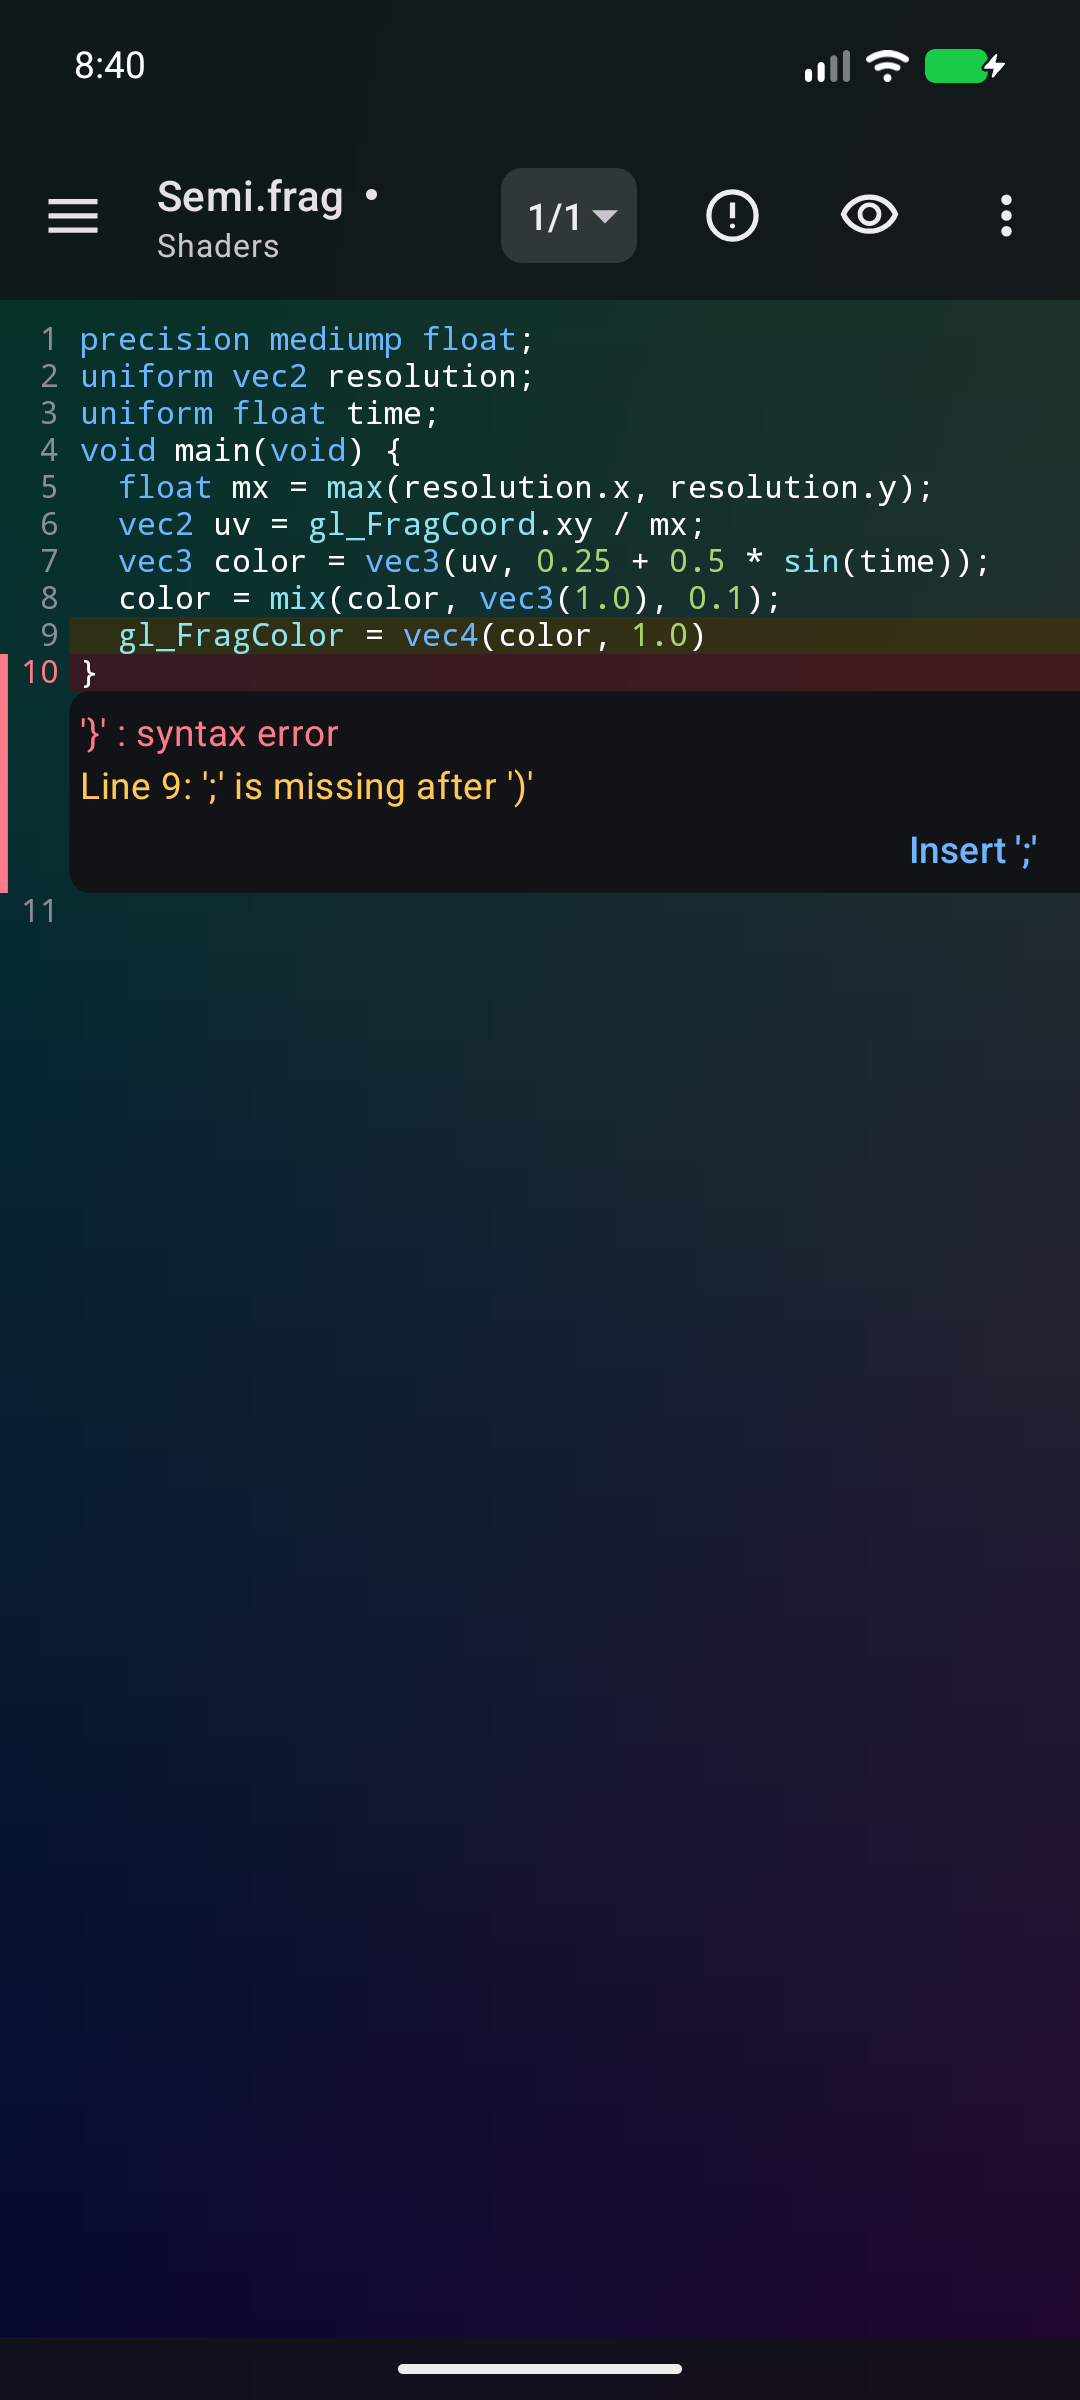 8:40
Semi.frag •
Shaders
1/1
1 precision mediump float;
2 uniform vec2 resolution;
3 uniform float time;
4 void main(void) {
5   float mx = max(resolution.x, resolution.y);
6   vec2 uv = gl_FragCoord.xy / mx;
7   vec3 color = vec3(uv, 0.25 + 0.5 * sin(time));
8   color = mix(color, vec3(1.0), 0.1);
9   gl_FragColor = vec4(color, 1.0)
10 }
'}' : syntax error
Line 9: ';' is missing after ')'
Insert ';'
11